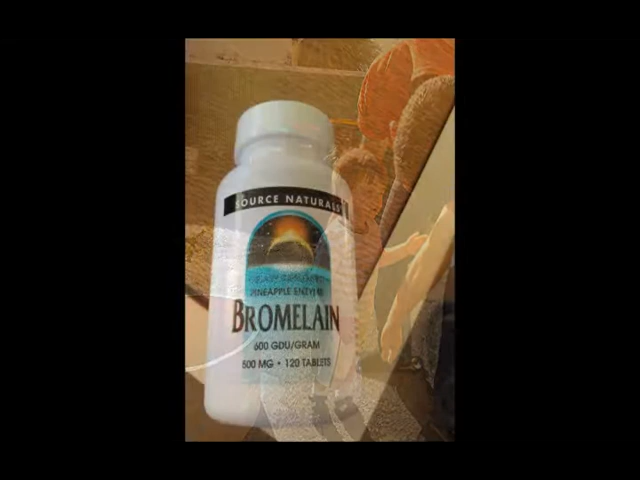 SOURCE NATURALS
PINEAPPLE ENZYME
BROMELAIN
600 GDU/GRAM
500 MG • 120 TABLETS